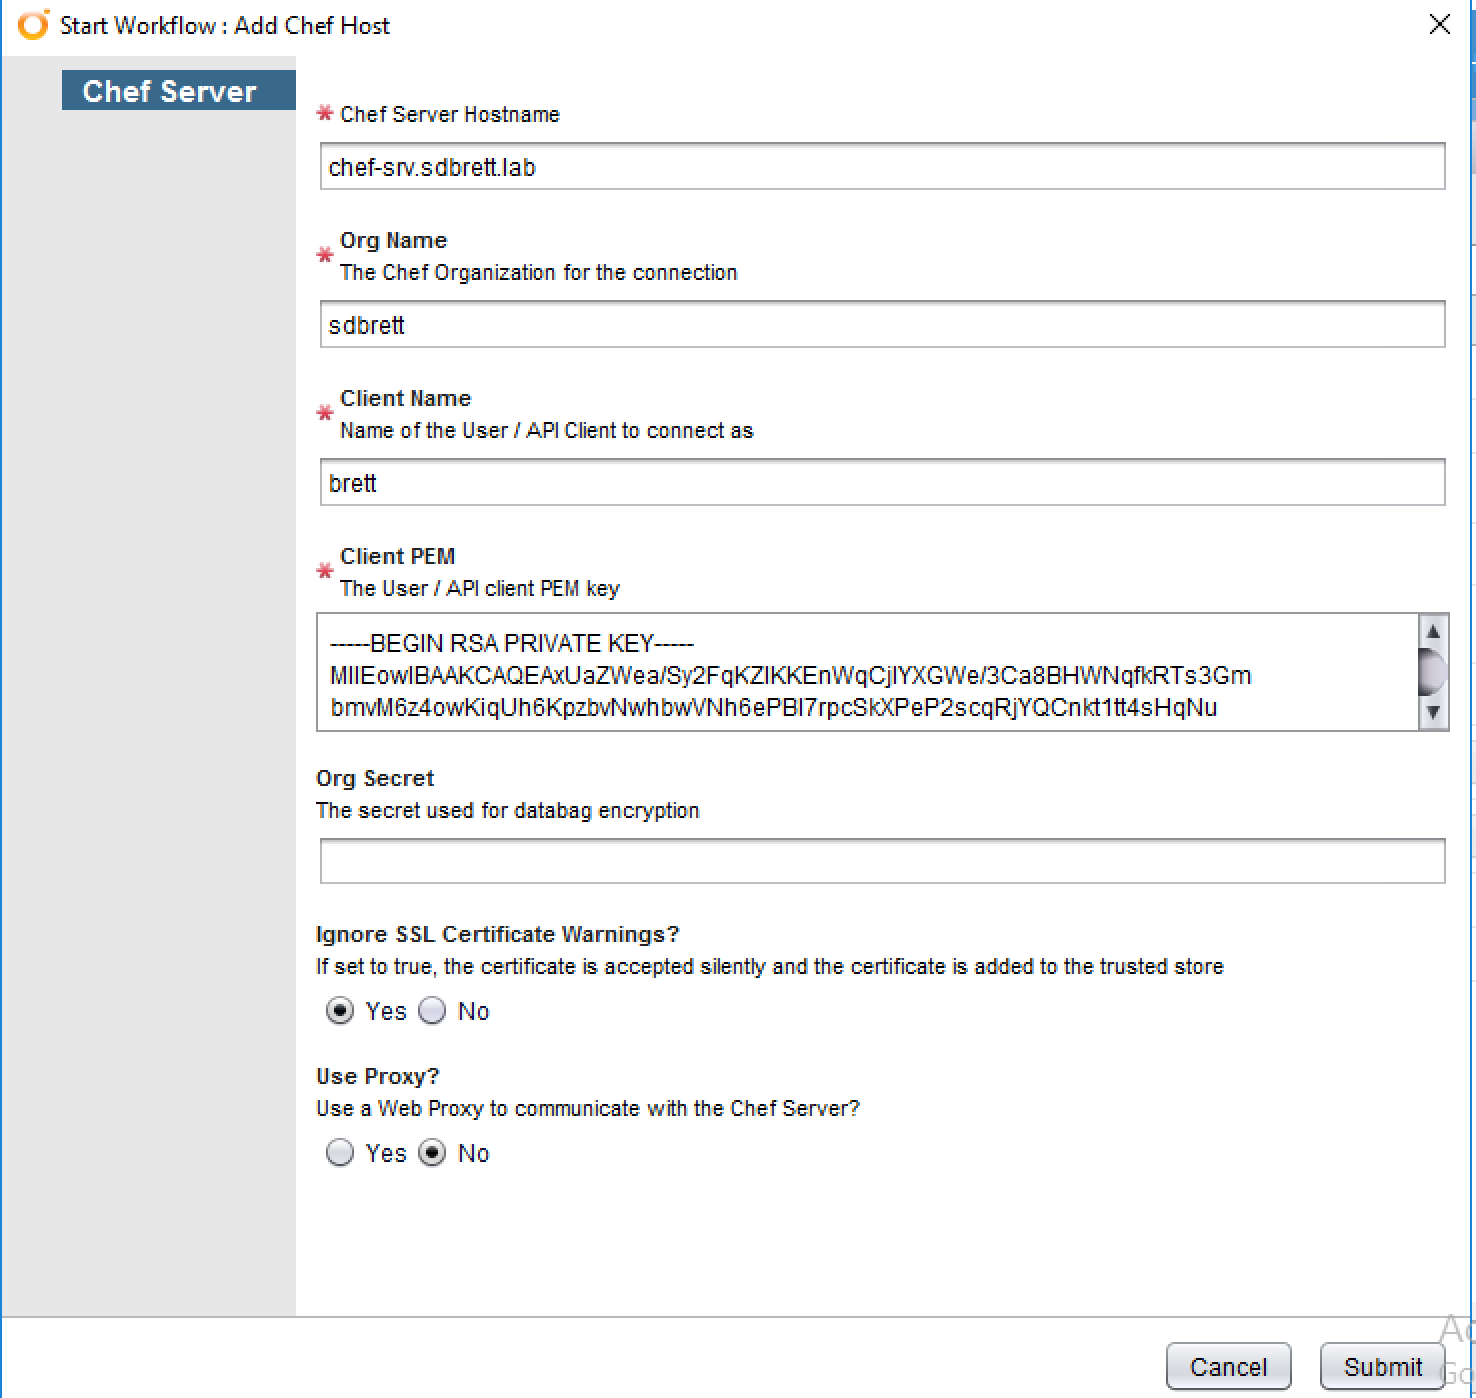 Start Workflow : Add Chef Host
Chef Server
* Chef Server Hostname
chef-srv.sdbrett.lab
* Org Name
The Chef Organization for the connection
sdbrett
* Client Name
Name of the User / API Client to connect as
brett
* Client PEM
The User / API client PEM key
-----BEGIN RSA PRIVATE KEY-----
MIIEowIBAAKCAQEAxUaZWea/Sy2FqKZIKKEnWqCjIYXGWe/3Ca8BHWNqfkRTs3Gm
bmvM6z4owKiqUh6KpzbvNwhbwVNh6ePBI7rpcSkXPeP2scqRjYQCnkt1tt4sHqNu
Org Secret
The secret used for databag encryption
Ignore SSL Certificate Warnings?
If set to true, the certificate is accepted silently and the certificate is added to the trusted store
Yes No
Use Proxy?
Use a Web Proxy to communicate with the Chef Server?
Yes No
Cancel Submit